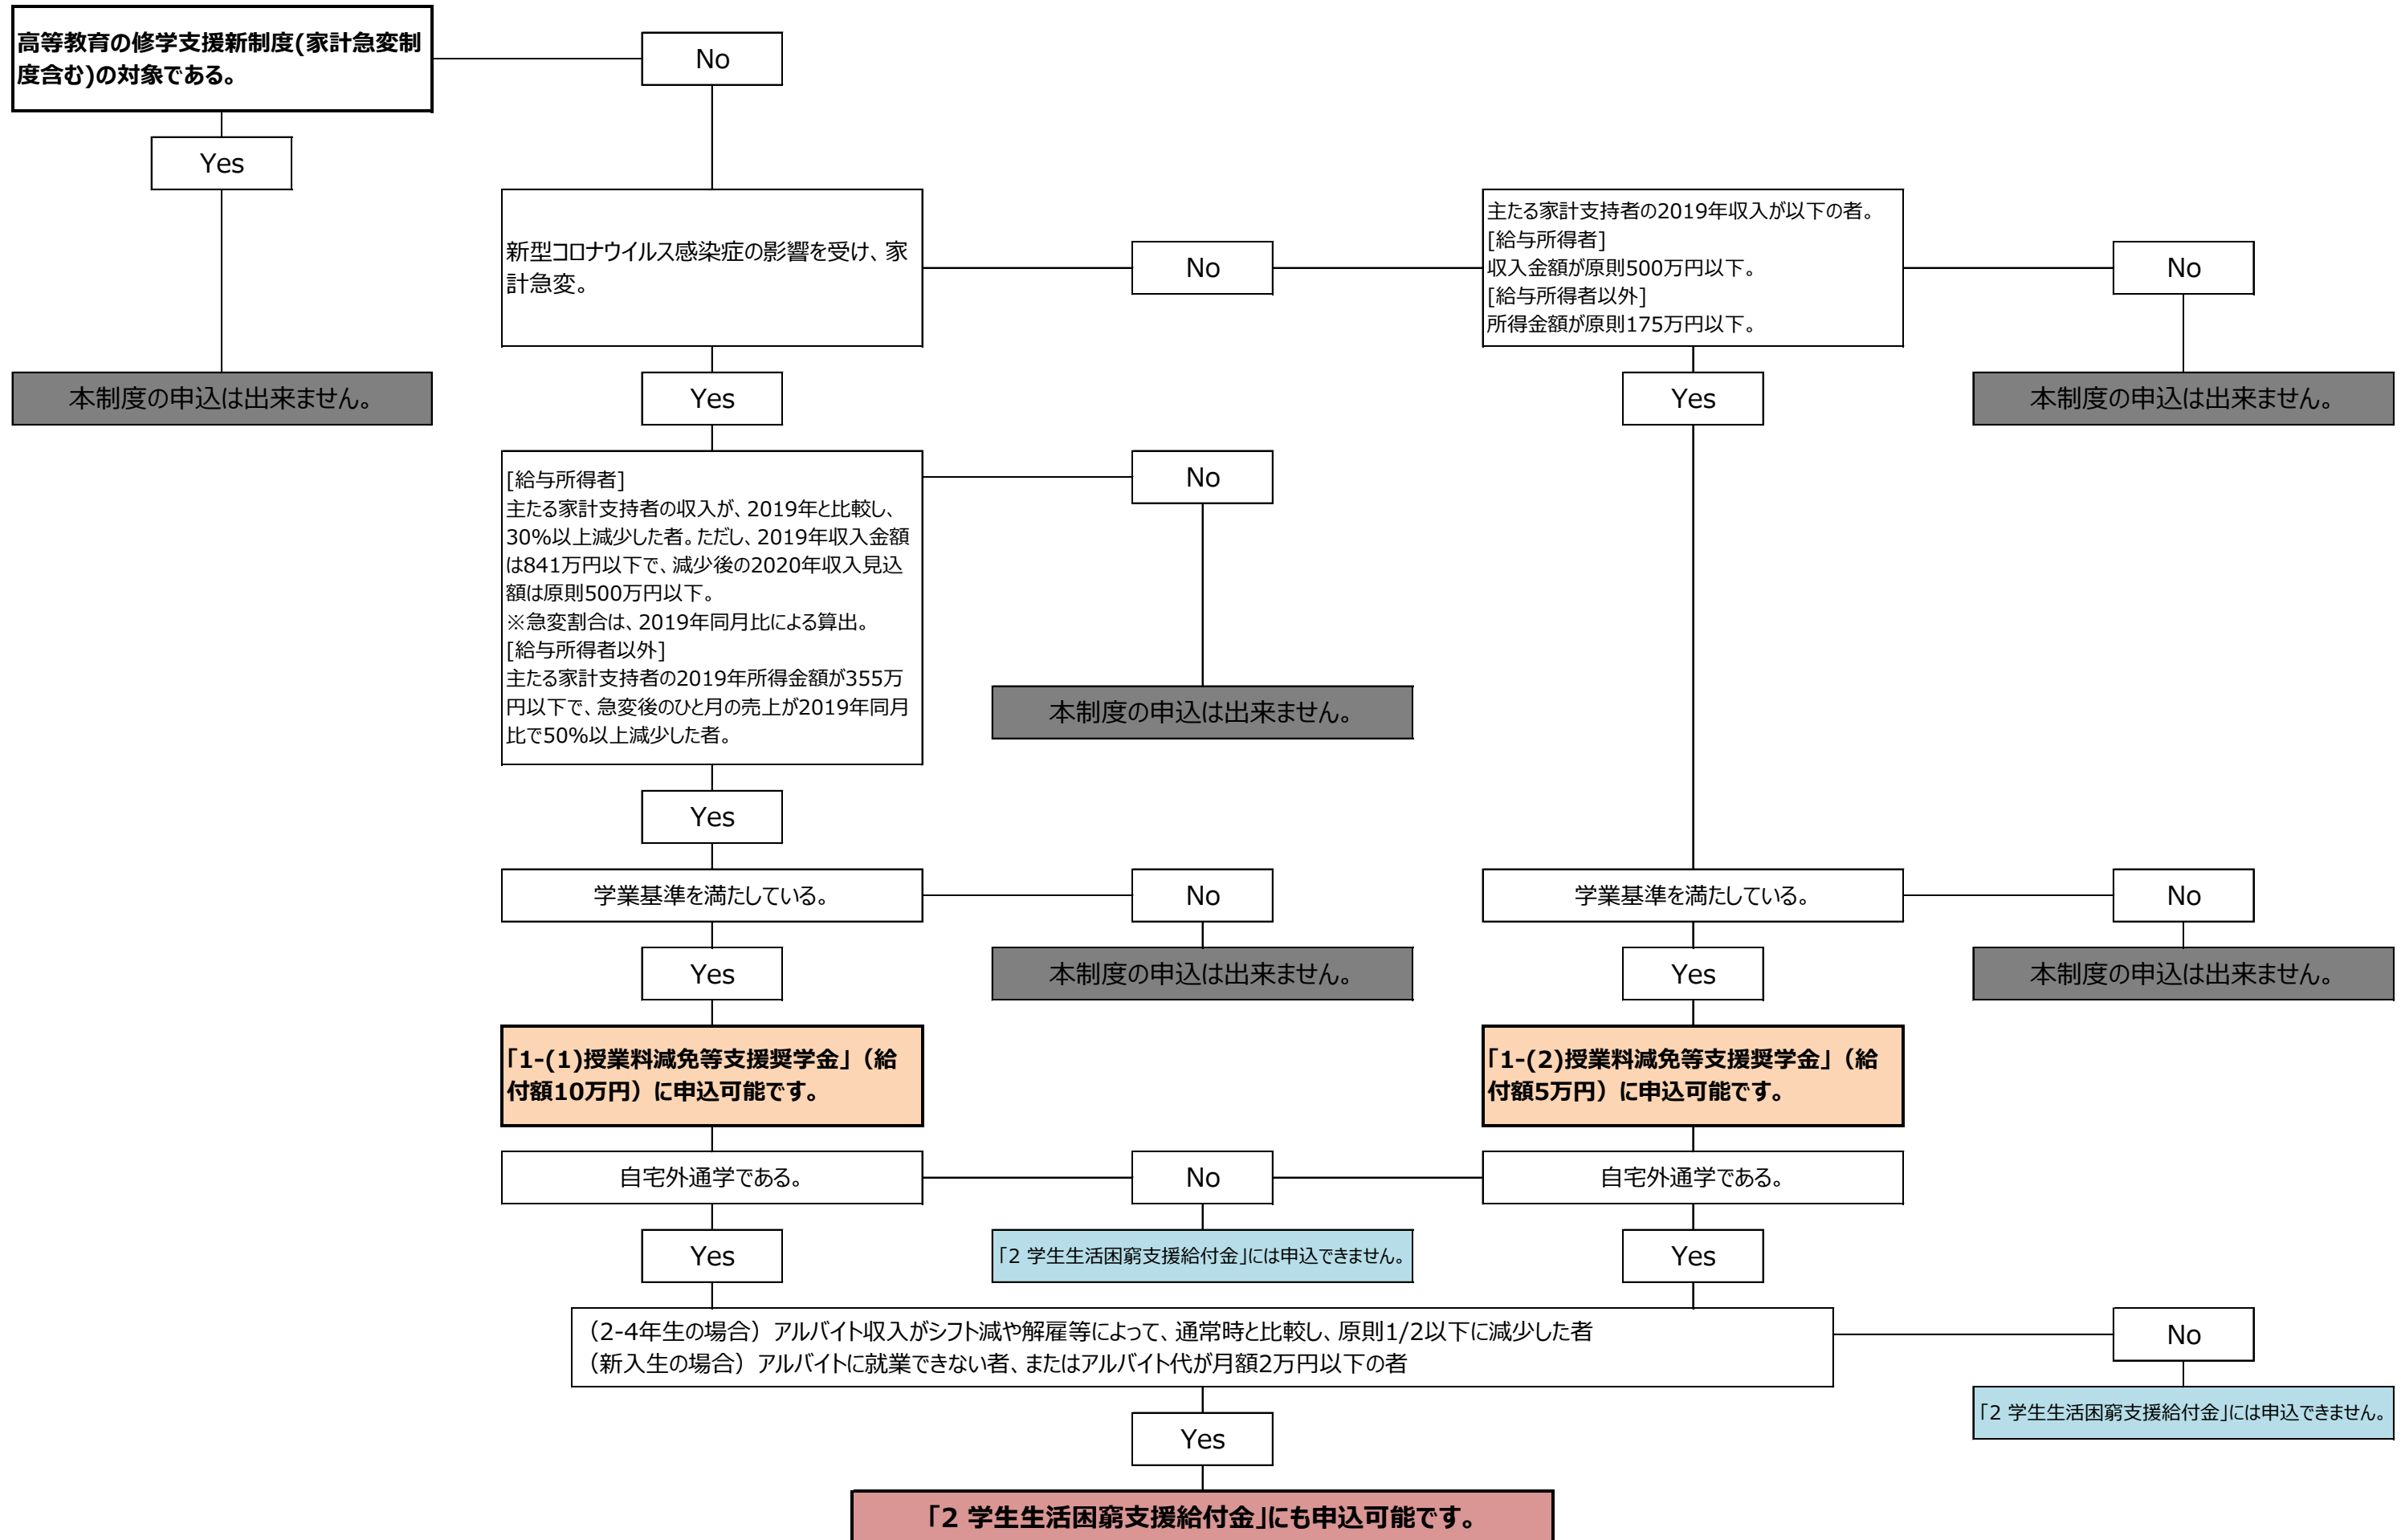 高等教育の修学支援新制度(家計急変制
度含む)の対象である。
No
Yes
新型コロナウイルス感染症の影響を受け、家
計急変。
No
主たる家計支持者の2019年収入が以下の者。
[給与所得者]
収入金額が原則500万円以下。
[給与所得者以外]
所得金額が原則175万円以下。
No
本制度の申込は出来ません。
Yes
Yes
本制度の申込は出来ません。
[給与所得者]
主たる家計支持者の収入が、2019年と比較し、
30%以上減少した者。ただし、2019年収入金額
は841万円以下で、減少後の2020年収入見込
額は原則500万円以下。
※急変割合は、2019年同月比による算出。
[給与所得者以外]
主たる家計支持者の2019年所得金額が355万
円以下で、急変後のひと月の売上が2019年同月
比で50%以上減少した者。
No
本制度の申込は出来ません。
Yes
学業基準を満たしている。
No
学業基準を満たしている。
No
Yes
本制度の申込は出来ません。
Yes
本制度の申込は出来ません。
「1-(1)授業料減免等支援奨学金」（給
付額10万円）に申込可能です。
「1-(2)授業料減免等支援奨学金」（給
付額5万円）に申込可能です。
自宅外通学である。
No
自宅外通学である。
Yes
「2 学生生活困窮支援給付金」には申込できません。
Yes
（2-4年生の場合）アルバイト収入がシフト減や解雇等によって、通常時と比較し、原則1/2以下に減少した者
（新入生の場合）アルバイトに就業できない者、またはアルバイト代が月額2万円以下の者
No
「2 学生生活困窮支援給付金」には申込できません。
Yes
「2 学生生活困窮支援給付金」にも申込可能です。